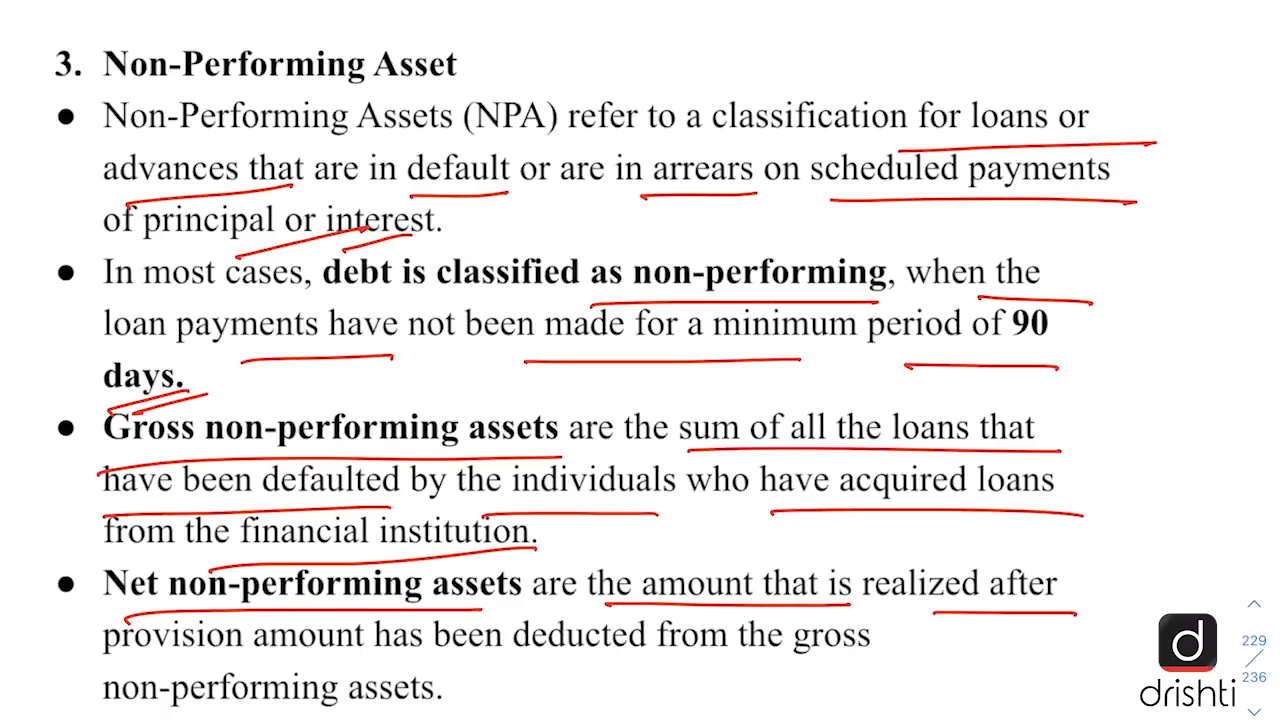 3. Non-Performing Asset
● Non-Performing Assets (NPA) refer to a classification for loans or
advances that are in default or are in arrears on scheduled payments
of principal or interest.
● In most cases, debt is classified as non-performing, when the
loan payments have not been made for a minimum period of 90
days.
● Gross non-performing assets are the sum of all the loans that
have been defaulted by the individuals who have acquired loans
from the financial institution.
● Net non-performing assets are the amount that is realized after
provision amount has been deducted from the gross
non-performing assets.
d
drishti
229
/
236